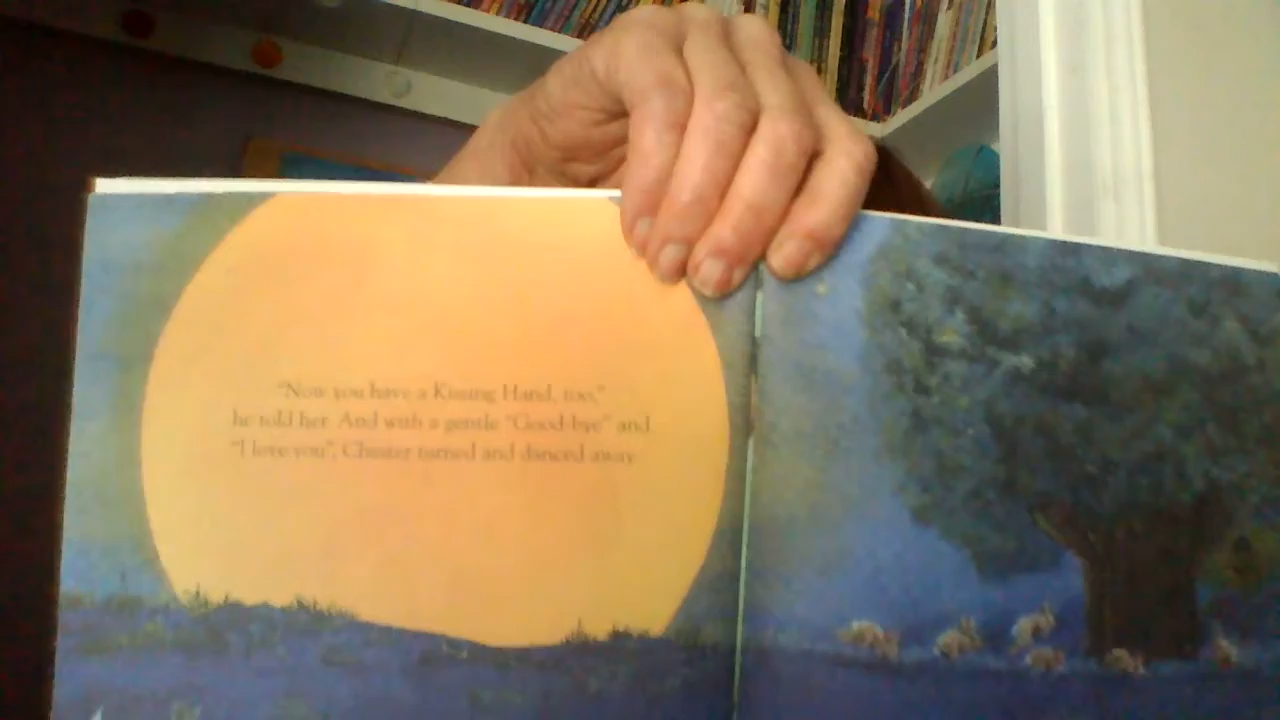 "Now you have a Kissing Hand, too,"
he told her. And with a gentle "Good-bye" and
"I love you", Chester turned and danced away.